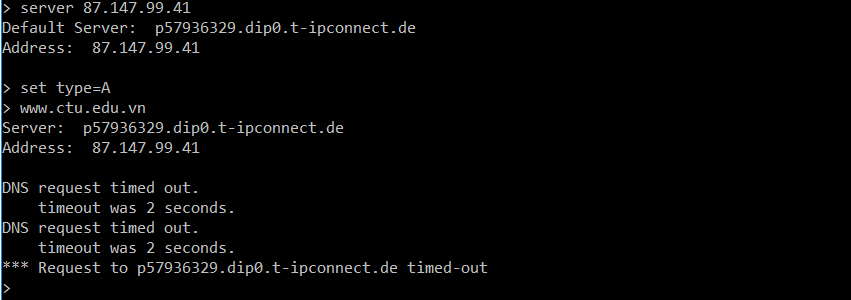 > server 87.147.99.41
Default Server:  p57936329.dip0.t-ipconnect.de
Address:  87.147.99.41

> set type=A
> www.ctu.edu.vn
Server:  p57936329.dip0.t-ipconnect.de
Address:  87.147.99.41

DNS request timed out.
    timeout was 2 seconds.
DNS request timed out.
    timeout was 2 seconds.
*** Request to p57936329.dip0.t-ipconnect.de timed-out
>